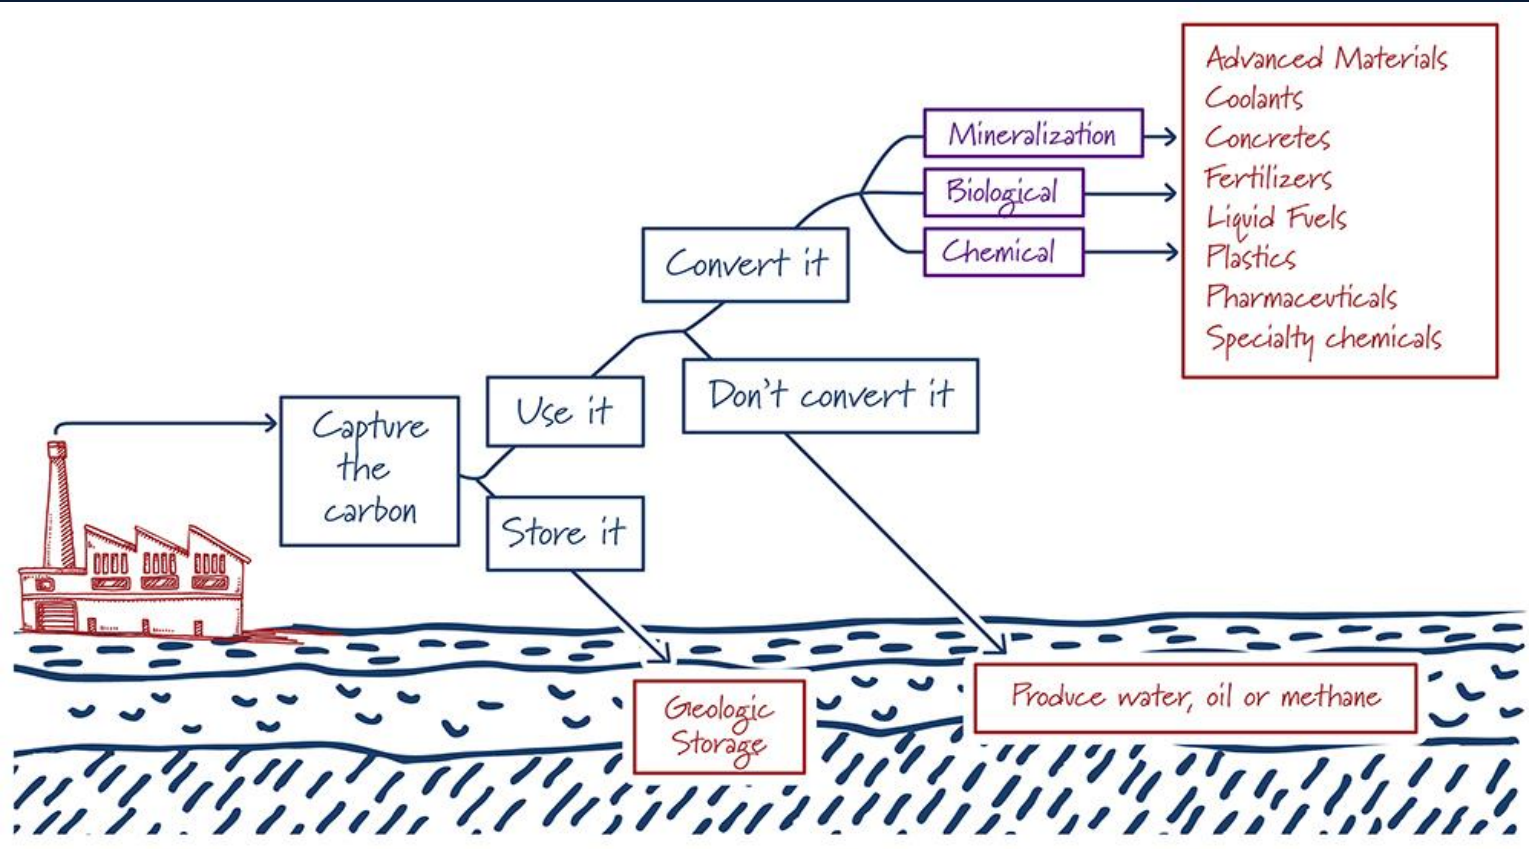 Capture
the
carbon
Use it
Store it
Convert it
Don't convert it
Mineralization
Biological
Chemical
Advanced Materials
Coolants
Concretes
Fertilizers
Liquid Fuels
Plastics
Pharmaceuticals
Specialty chemicals
Geologic
Storage
Produce water, oil or methane